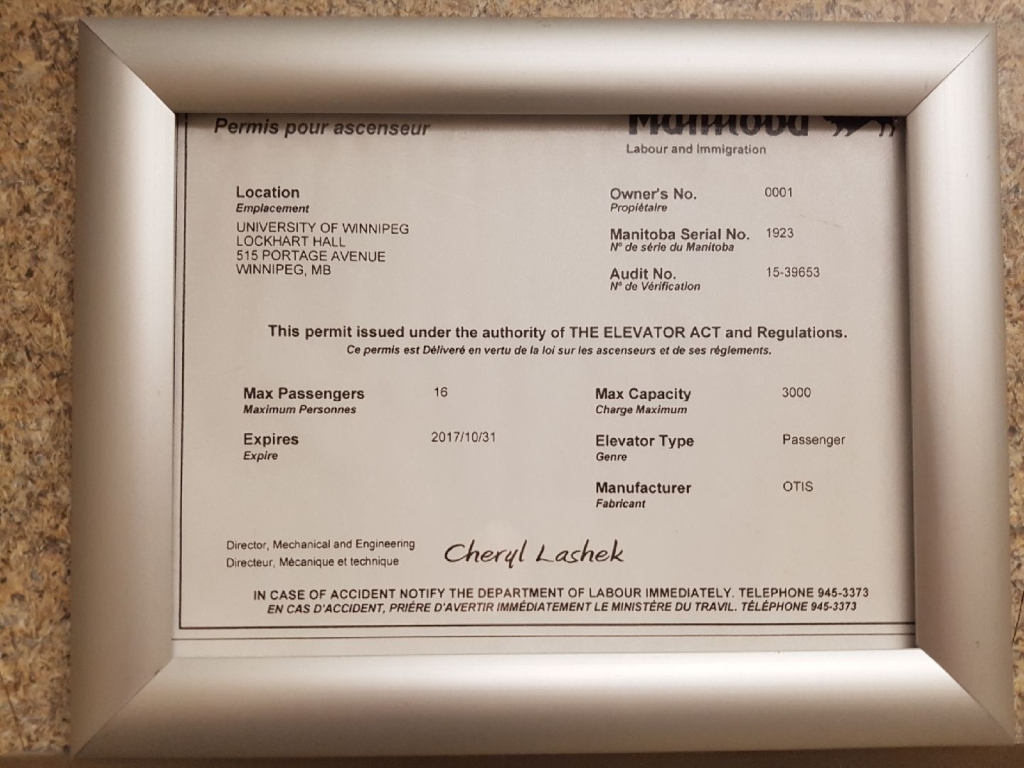 Permis pour ascenseur
Manitoba
Labour and Immigration
Location
Emplacement
UNIVERSITY OF WINNIPEG
LOCKHART HALL
515 PORTAGE AVENUE
WINNIPEG, MB
Owner's No. 0001
Propiétaire
Manitoba Serial No. 1923
N° de série du Manitoba
Audit No. 15-39653
N° de Vérification
This permit issued under the authority of THE ELEVATOR ACT and Regulations.
Ce permis est Déliveré en vertu de la loi sur les ascenseurs et de ses réglements.
Max Passengers 16
Maximum Personnes
Expires 2017/10/31
Expire
Max Capacity 3000
Charge Maximum
Elevator Type Passenger
Genre
Manufacturer OTIS
Fabricant
Director, Mechanical and Engineering
Directeur, Mécanique et technique
Cheryl Lashek
IN CASE OF ACCIDENT NOTIFY THE DEPARTMENT OF LABOUR IMMEDIATELY. TELEPHONE 945-3373
EN CAS D'ACCIDENT, PRIÉRE D'AVERTIR IMMÉDIATEMENT LE MINISTÉRE DU TRAVIL. TÉLÉPHONE 945-3373